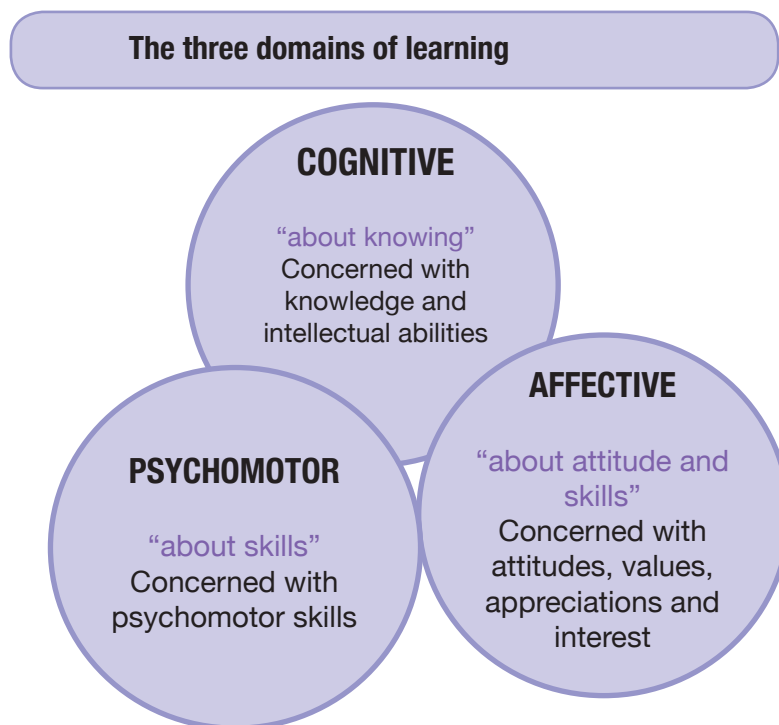 The three domains of learning
COGNITIVE
“about knowing”
Concerned with
knowledge and
intellectual abilities
PSYCHOMOTOR
“about skills”
Concerned with
psychomotor skills
AFFECTIVE
“about attitude and
skills”
Concerned with
attitudes, values,
appreciations and
interest